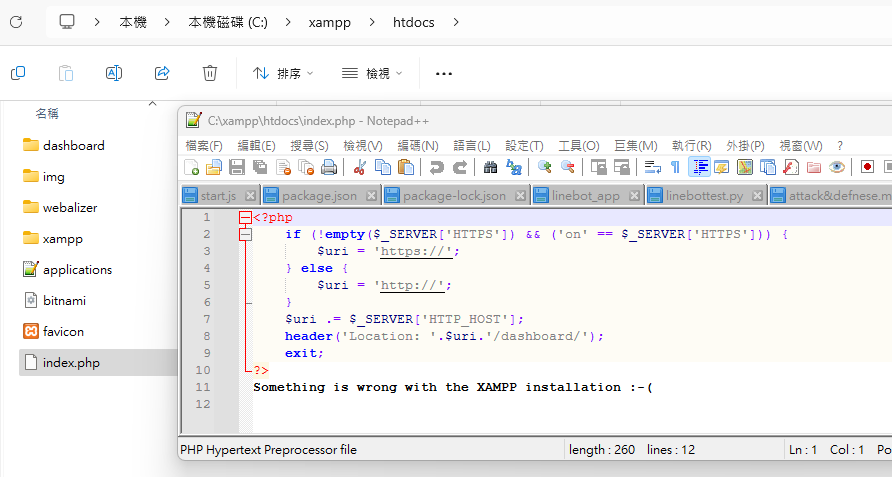 本機 > 本機磁碟 (C:) > xampp > htdocs >
排序 檢視 ...
名稱
dashboard
img
webalizer
xampp
applications
bitnami
favicon
index.php
C:\xampp\htdocs\index.php - Notepad++
檔案(F) 編輯(E) 搜尋(S) 檢視(V) 編碼(N) 語言(L) 設定(T) 工具(O) 巨集(M) 執行(R) 外掛(P) 視窗(W) ?
start.js package.json package-lock.json linebot_app linebottest.py attack&defnese.m
1 <?php
2 if (!empty($_SERVER['HTTPS']) && ('on' == $_SERVER['HTTPS'])) {
3 $uri = 'https://';
4 } else {
5 $uri = 'http://';
6 }
7 $uri .= $_SERVER['HTTP_HOST'];
8 header('Location: '.$uri.'/dashboard/');
9 exit;
10 ?>
11 Something is wrong with the XAMPP installation :-(
12
PHP Hypertext Preprocessor file length : 260 lines : 12 Ln : 1 Col : 1 Po